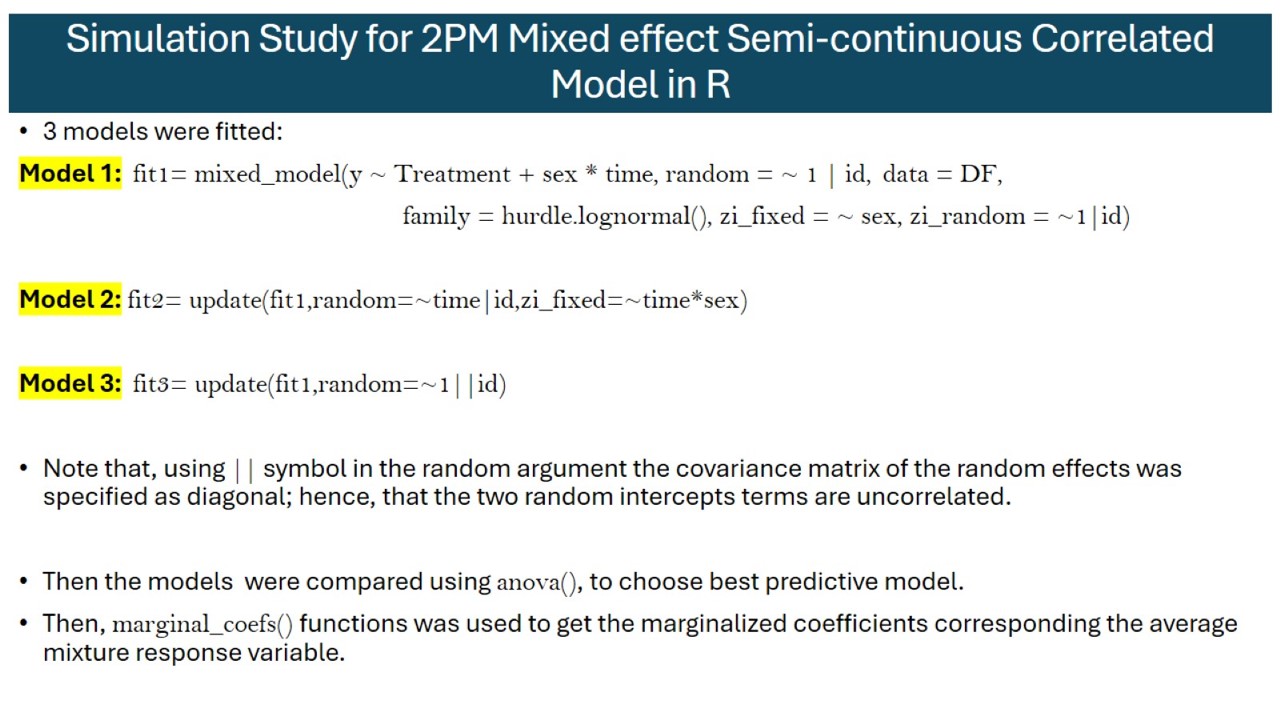 Simulation Study for 2PM Mixed effect Semi-continuous Correlated
Model in R
• 3 models were fitted:
Model 1: fit1= mixed_model(y ~ Treatment + sex * time, random = ~ 1 | id, data = DF,
family = hurdle.lognormal(), zi_fixed = ~ sex, zi_random = ~1|id)
Model 2: fit2= update(fit1,random=~time|id,zi_fixed=~time*sex)
Model 3: fit3= update(fit1,random=~1||id)
• Note that, using || symbol in the random argument the covariance matrix of the random effects was
specified as diagonal; hence, that the two random intercepts terms are uncorrelated.
• Then the models were compared using anova(), to choose best predictive model.
• Then, marginal_coefs() functions was used to get the marginalized coefficients corresponding the average
mixture response variable.